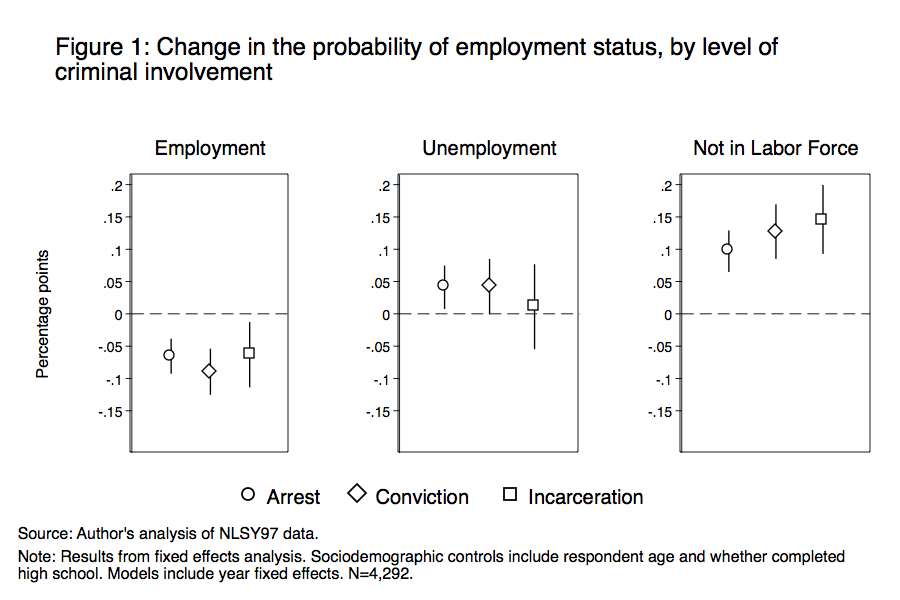 Figure 1: Change in the probability of employment status, by level of
criminal involvement
Employment
Unemployment
Not in Labor Force
Percentage points
.2
.15
.1
.05
0
-.05
-.1
-.15
.2
.15
.1
.05
0
-.05
-.1
-.15
.2
.15
.1
.05
0
-.05
-.1
-.15
Arrest
Conviction
Incarceration
Source: Author's analysis of NLSY97 data.
Note: Results from fixed effects analysis. Sociodemographic controls include respondent age and whether completed
high school. Models include year fixed effects. N=4,292.